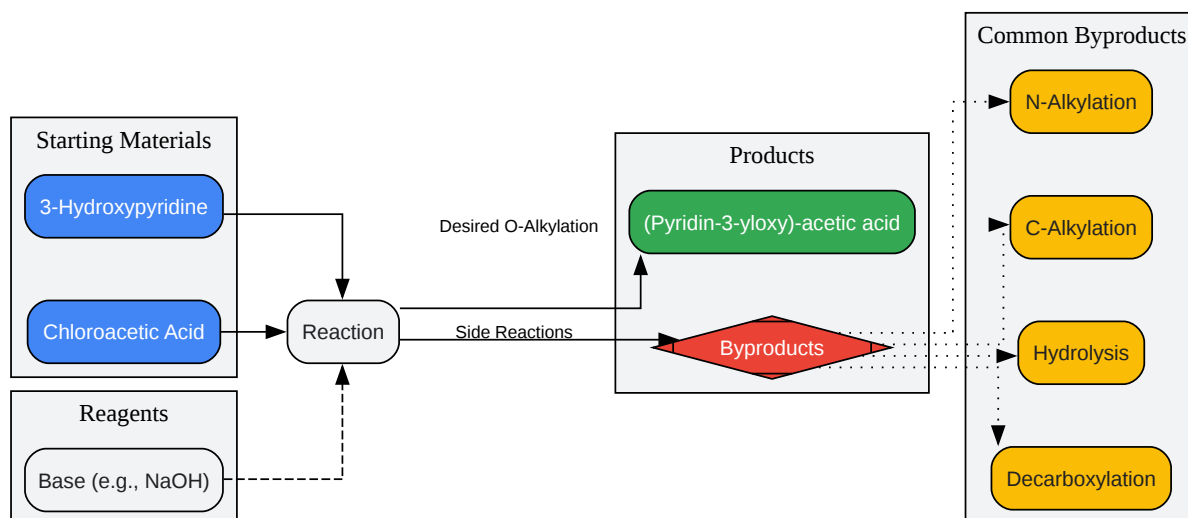 Starting Materials
3-Hydroxypyridine
Chloroacetic Acid
Reagents
Base (e.g., NaOH)
Reaction
Desired O-Alkylation
Side Reactions
Products
(Pyridin-3-yloxy)-acetic acid
Byproducts
Common Byproducts
N-Alkylation
C-Alkylation
Hydrolysis
Decarboxylation